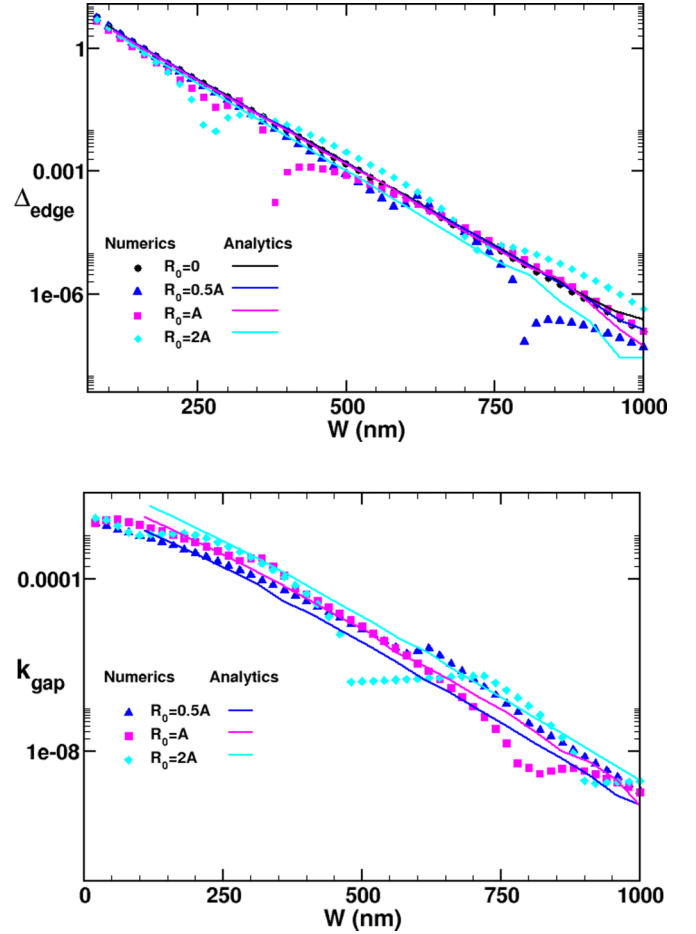 1
0.001
1e-06
Δedge
Numerics Analytics
R0=0
R0=0.5A
R0=A
R0=2A
250 500 750 1000
W (nm)
0.0001
1e-08
kgap
Numerics Analytics
R0=0.5A
R0=A
R0=2A
0 250 500 750 1000
W (nm)